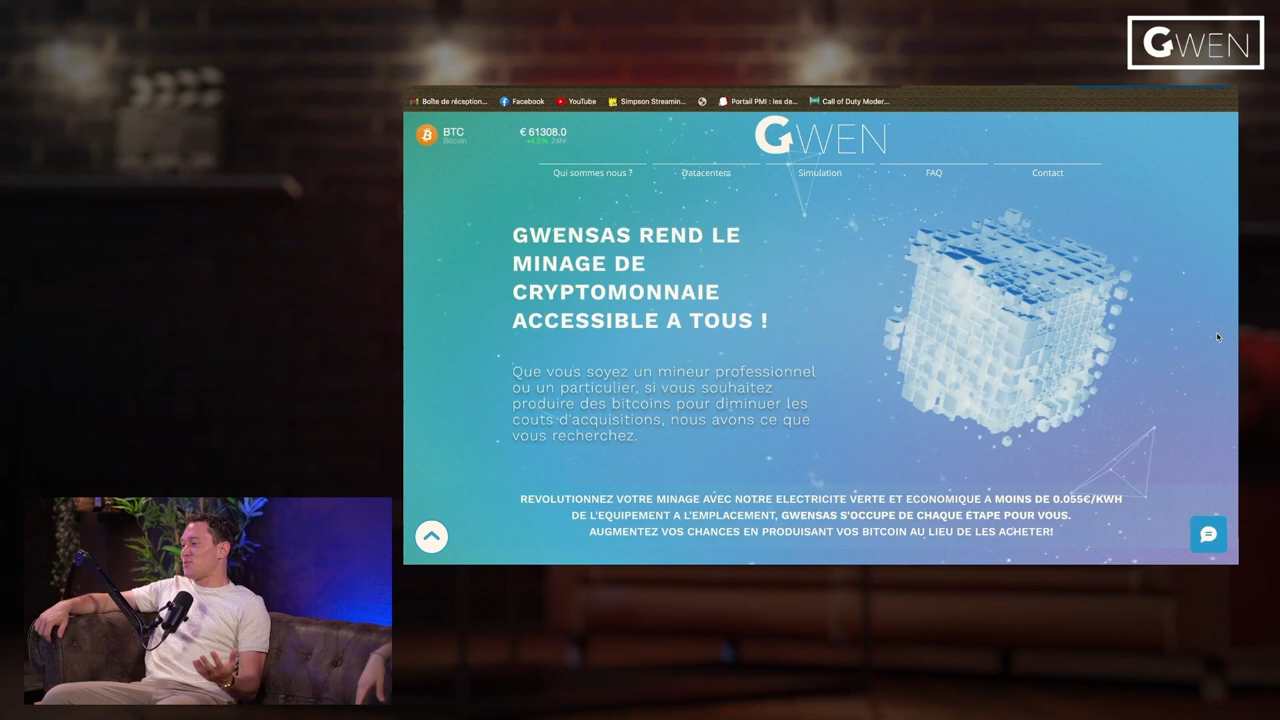 GWEN
Boîte de réception... Facebook YouTube Simpson Streamin... Portail PMI : les de... Call of Duty Moder...
BTC € 61308.0
Bitcoin +4.9% 24hr
GWEN
Qui sommes nous ? Datacenters Simulation FAQ Contact
GWENSAS REND LE
MINAGE DE
CRYPTOMONNAIE
ACCESSIBLE A TOUS !
Que vous soyez un mineur professionnel
ou un particulier, si vous souhaitez
produire des bitcoins pour diminuer les
couts d'acquisitions, nous avons ce que
vous recherchez.
REVOLUTIONNEZ VOTRE MINAGE AVEC NOTRE ELECTRICITE VERTE ET ECONOMIQUE A MOINS DE 0.055€/KWH
DE L'EQUIPEMENT A L'EMPLACEMENT, GWENSAS S'OCCUPE DE CHAQUE ETAPE POUR VOUS.
AUGMENTEZ VOS CHANCES EN PRODUISANT VOS BITCOIN AU LIEU DE LES ACHETER!